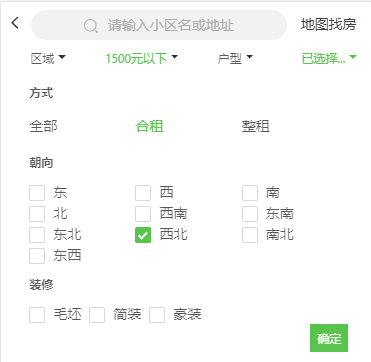 请输入小区名或地址 地图找房
区域 1500元以下 户型 已选择...
方式
全部 合租 整租
朝向
东 西 南
北 西南 东南
东北 西北 南北
东西
装修
毛坯 简装 豪装
确定